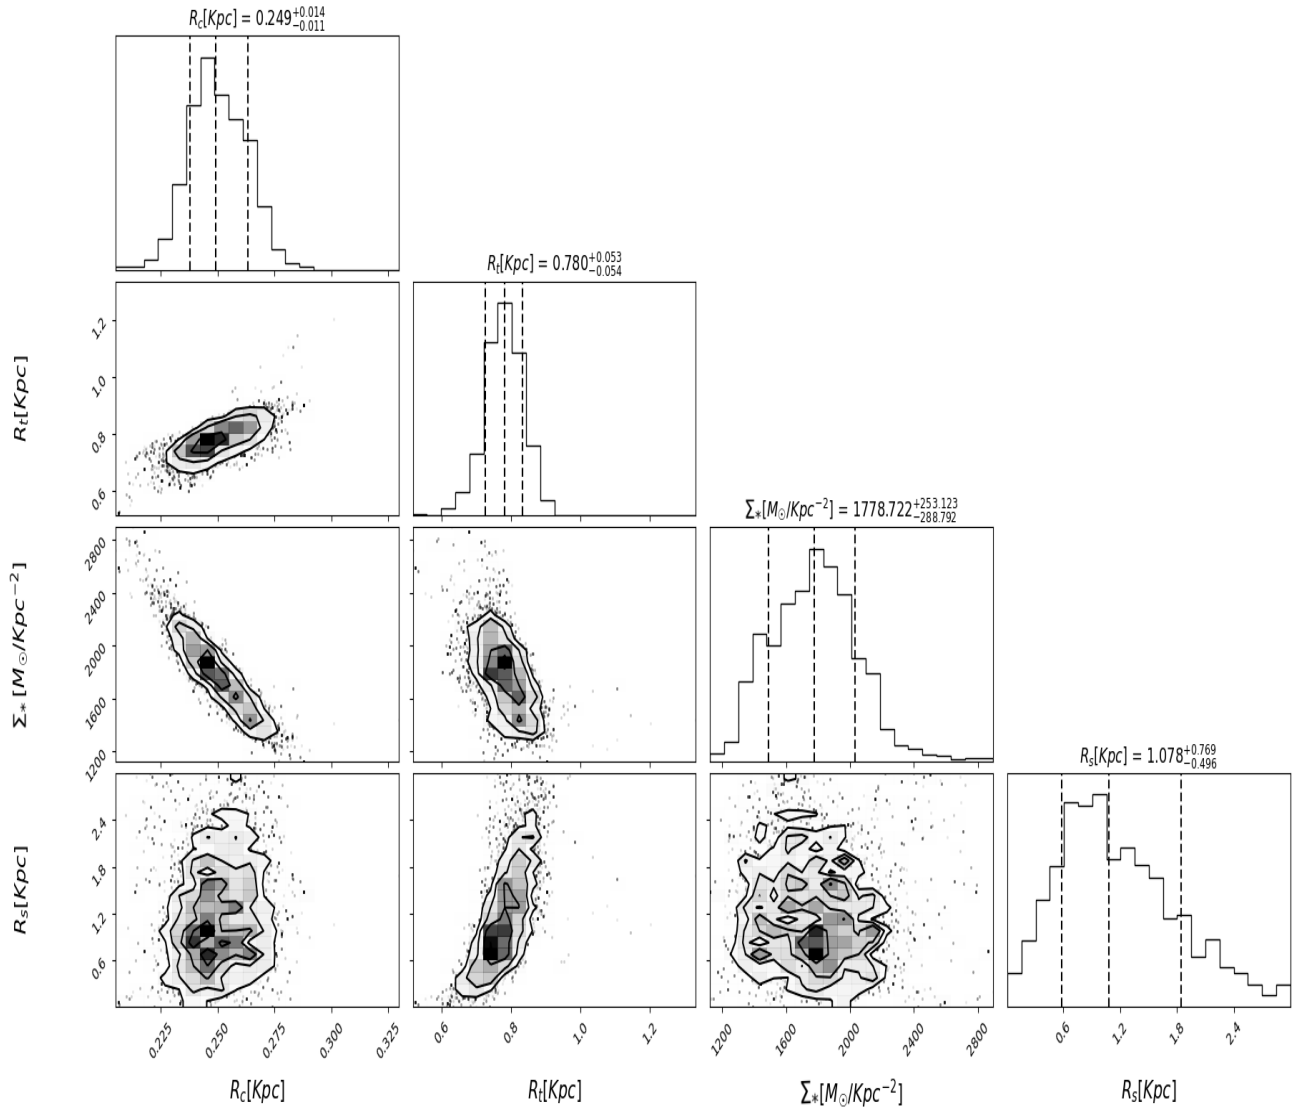 R_c[Kpc] = 0.249^{+0.014}_{-0.011}
R_t[Kpc] = 0.780^{+0.053}_{-0.054}
1.2
1.0
0.8
0.6
R_t[Kpc]
Σ_*[M_⊙/Kpc^{-2}] = 1778.722^{+253.123}_{-288.792}
2800
2400
2000
1600
1200
Σ_*[M_⊙/Kpc^{-2}]
R_s[Kpc] = 1.078^{+0.769}_{-0.496}
2.4
1.8
1.2
0.6
R_s[Kpc]
0.225 0.250 0.275 0.300 0.325
0.6 0.8 1.0 1.2
1200 1600 2000 2400 2800
0.6 1.2 1.8 2.4
R_c[Kpc]
R_t[Kpc]
Σ_*[M_⊙/Kpc^{-2}]
R_s[Kpc]